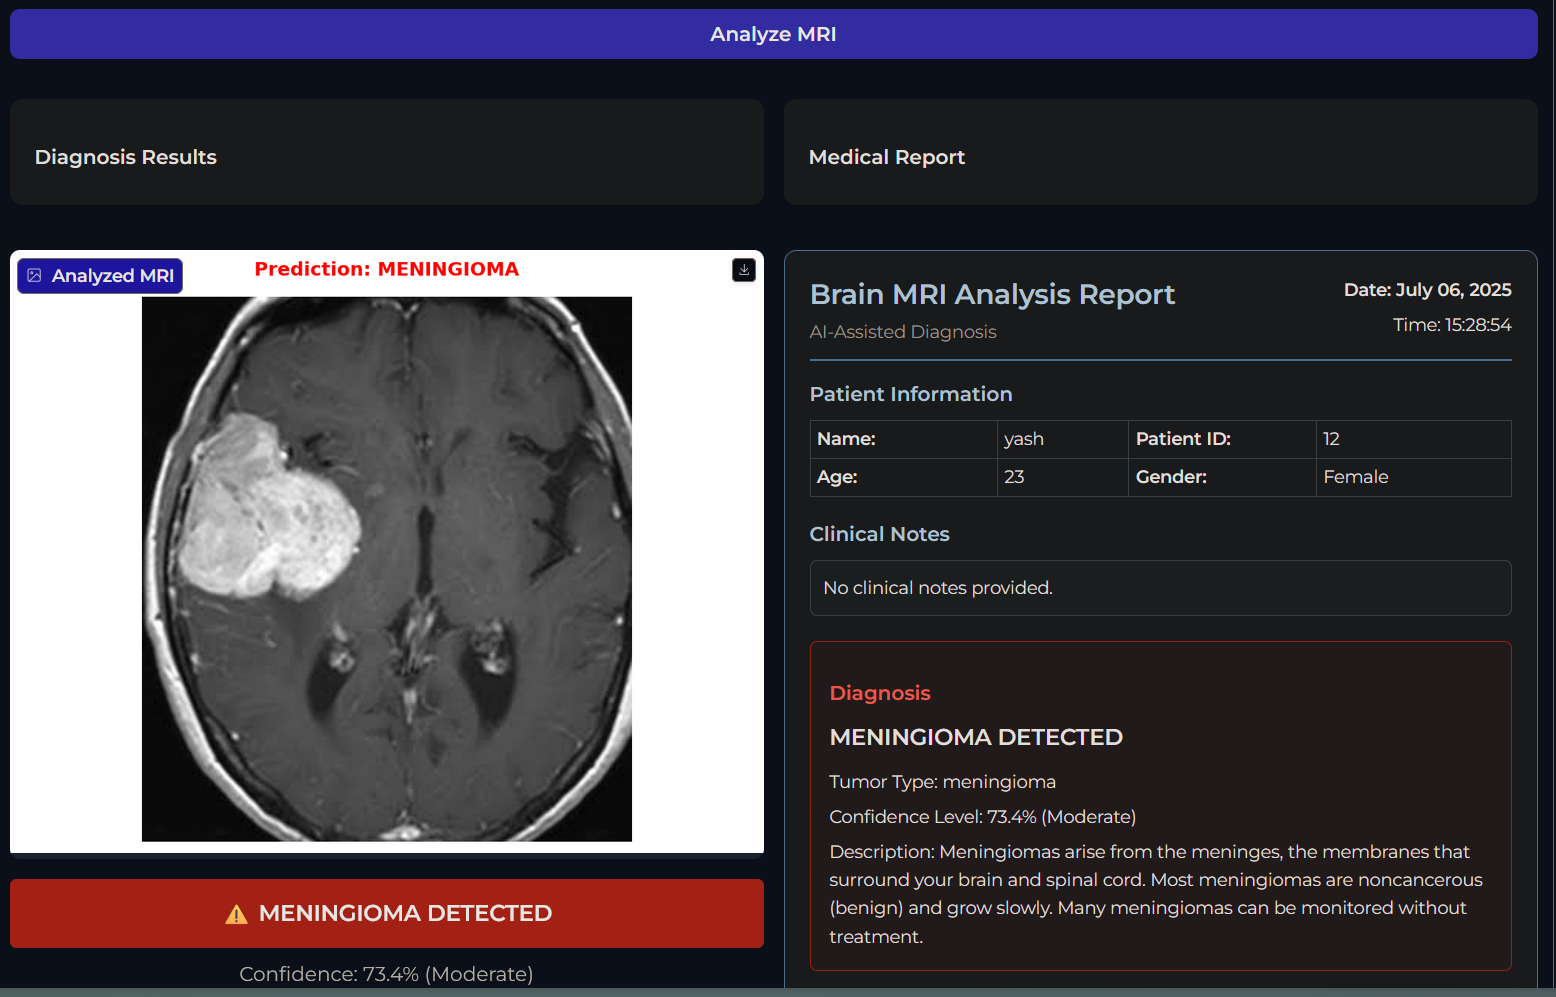 Analyze MRI
Diagnosis Results
Medical Report
Analyzed MRI
Prediction: MENINGIOMA
⚠ MENINGIOMA DETECTED
Confidence: 73.4% (Moderate)
Brain MRI Analysis Report
Date: July 06, 2025
AI-Assisted Diagnosis
Time: 15:28:54
Patient Information
Name: yash Patient ID: 12
Age: 23 Gender: Female
Clinical Notes
No clinical notes provided.
Diagnosis
MENINGIOMA DETECTED
Tumor Type: meningioma
Confidence Level: 73.4% (Moderate)
Description: Meningiomas arise from the meninges, the membranes that
surround your brain and spinal cord. Most meningiomas are noncancerous
(benign) and grow slowly. Many meningiomas can be monitored without
treatment.